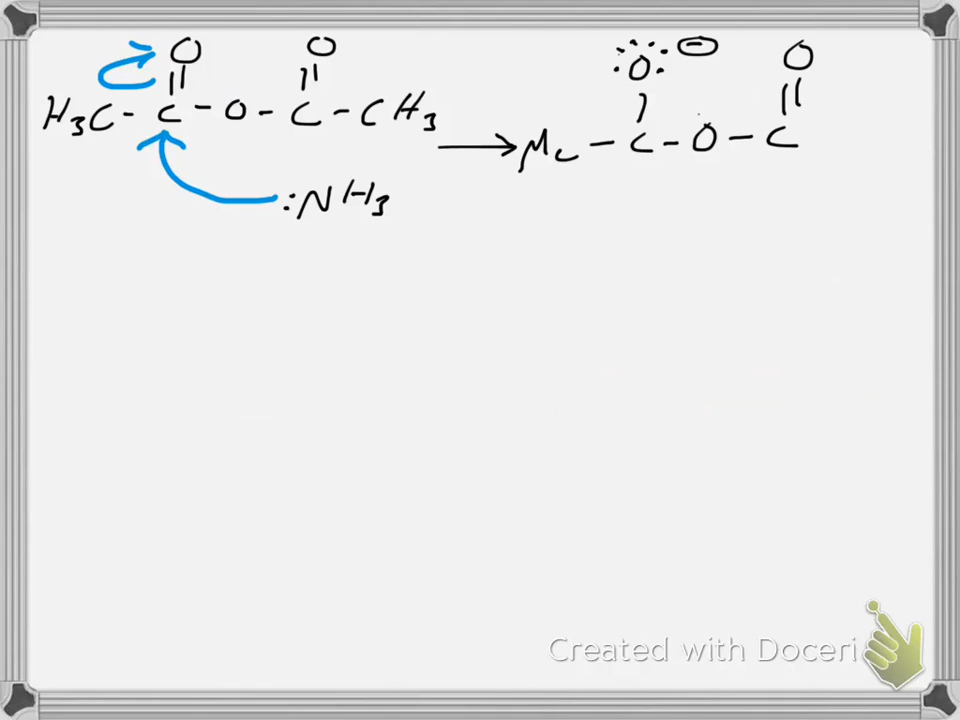 O O O ⊖ O
H3C - C - O - C - CH3 → Me - C - O - C
:NH3
Created with Doceri